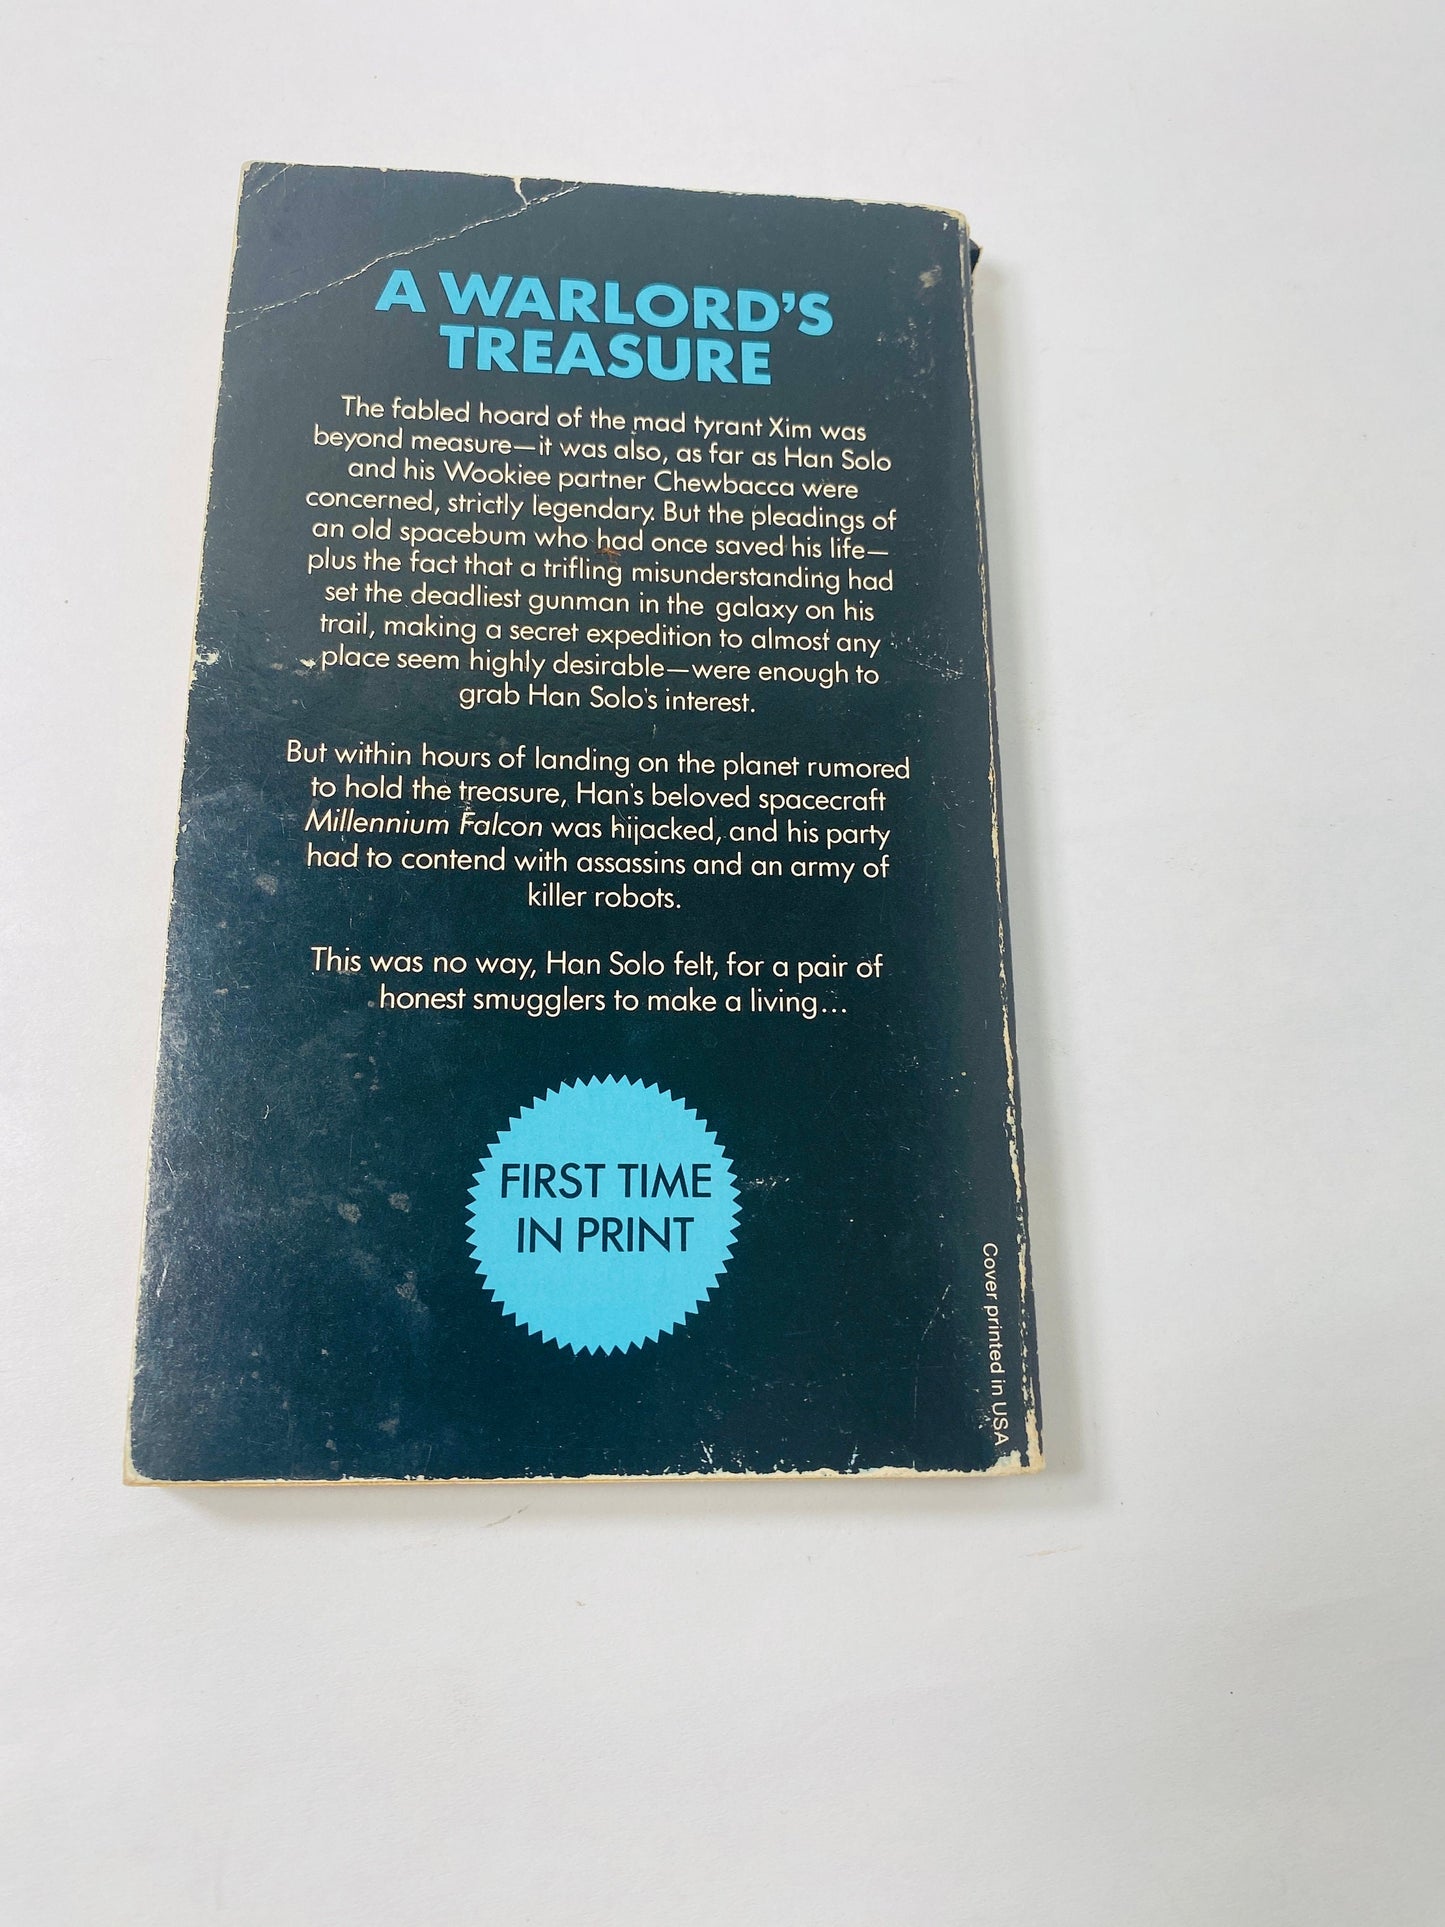 A WARLORD'S
TREASURE
The fabled hoard of the mad tyrant Xim was
beyond measure—it was also, as far as Han Solo
and his Wookiee partner Chewbacca were
concerned, strictly legendary. But the pleadings of
an old spacebum who had once saved his life—
plus the fact that a trifling misunderstanding had
set the deadliest gunman in the galaxy on his
trail, making a secret expedition to almost any
place seem highly desirable—were enough to
grab Han Solo's interest.
But within hours of landing on the planet rumored
to hold the treasure, Han's beloved spacecraft
Millennium Falcon was hijacked, and his party
had to contend with assassins and an army of
killer robots.
This was no way, Han Solo felt, for a pair of
honest smugglers to make a living...
FIRST TIME
IN PRINT
Cover printed in USA